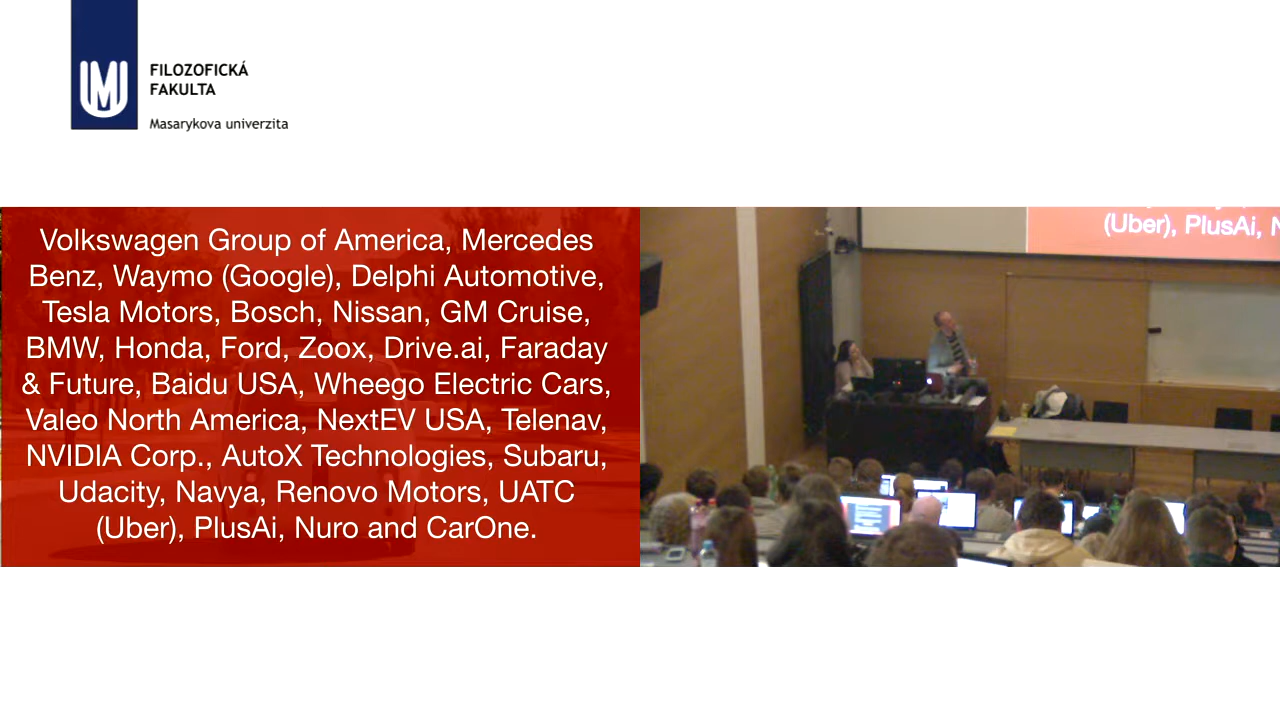 FILOZOFICKÁ
FAKULTA
Masarykova univerzita
Volkswagen Group of America, Mercedes
Benz, Waymo (Google), Delphi Automotive,
Tesla Motors, Bosch, Nissan, GM Cruise,
BMW, Honda, Ford, Zoox, Drive.ai, Faraday
& Future, Baidu USA, Wheego Electric Cars,
Valeo North America, NextEV USA, Telenav,
NVIDIA Corp., AutoX Technologies, Subaru,
Udacity, Navya, Renovo Motors, UATC
(Uber), PlusAi, Nuro and CarOne.
(Uber), PlusAi, N